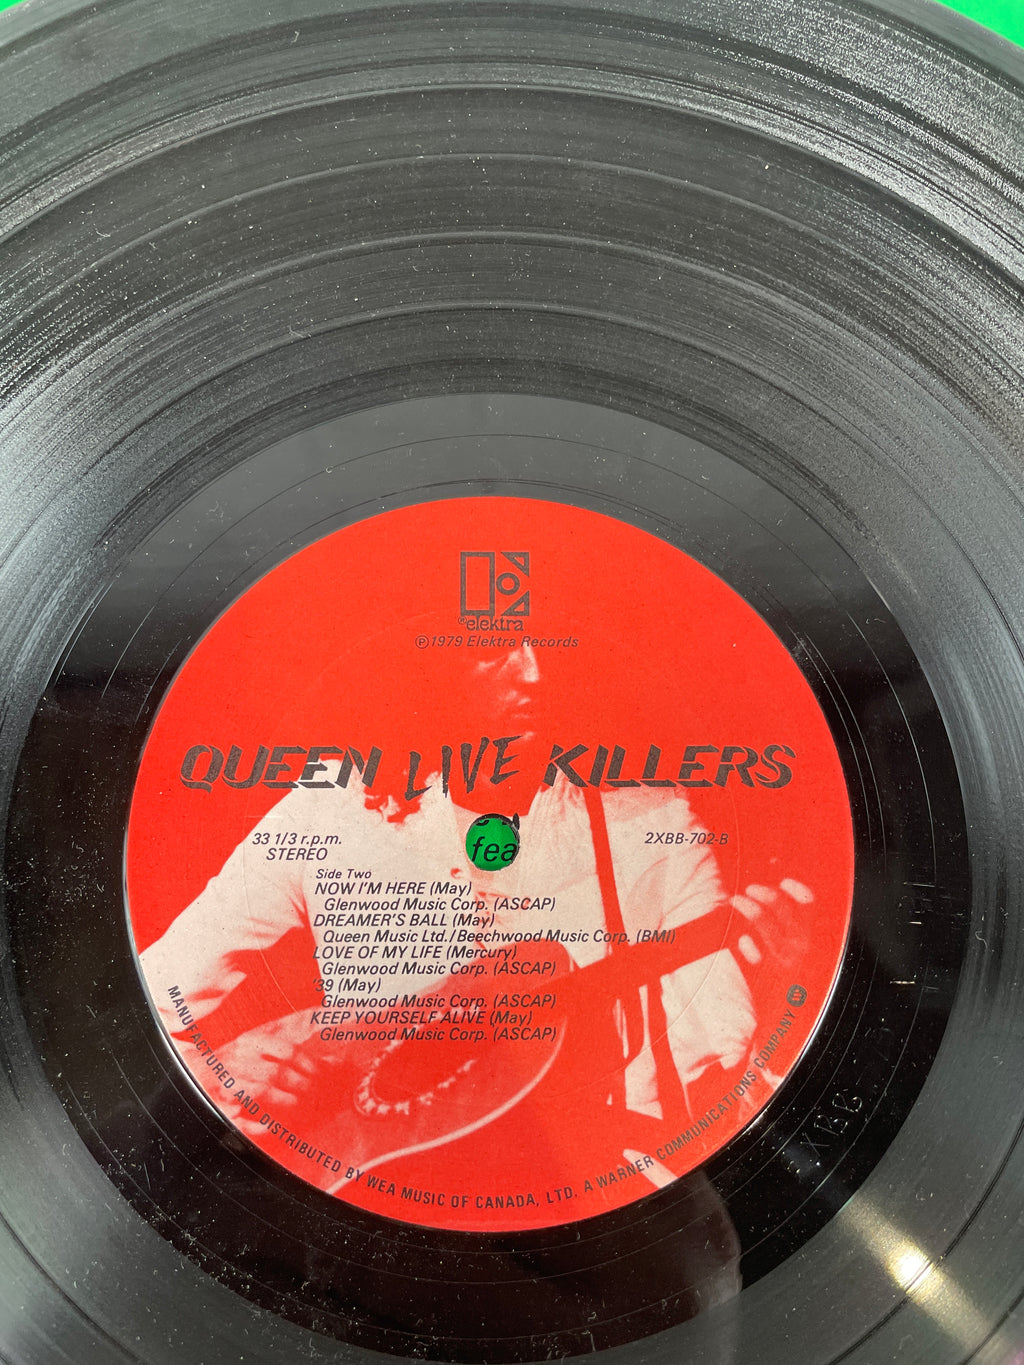 ℗elektra
℗1979 Elektra Records
QUEEN LIVE KILLERS
33 1/3 r.p.m.
STEREO
2XBB-702-B
fea
Side Two
NOW I'M HERE (May)
Glenwood Music Corp. (ASCAP)
DREAMER'S BALL (May)
Queen Music Ltd./Beechwood Music Corp. (BMI)
LOVE OF MY LIFE (Mercury)
Glenwood Music Corp. (ASCAP)
'39 (May)
Glenwood Music Corp. (ASCAP)
KEEP YOURSELF ALIVE (May)
Glenwood Music Corp. (ASCAP)
MANUFACTURED AND DISTRIBUTED BY WEA MUSIC OF CANADA, LTD. A WARNER COMMUNICATIONS COMPANY